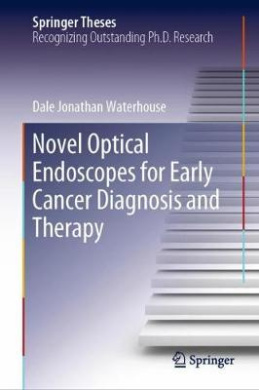 Springer Theses
Recognizing Outstanding Ph.D. Research
Dale Jonathan Waterhouse
Novel Optical
Endoscopes for Early
Cancer Diagnosis and
Therapy
Springer